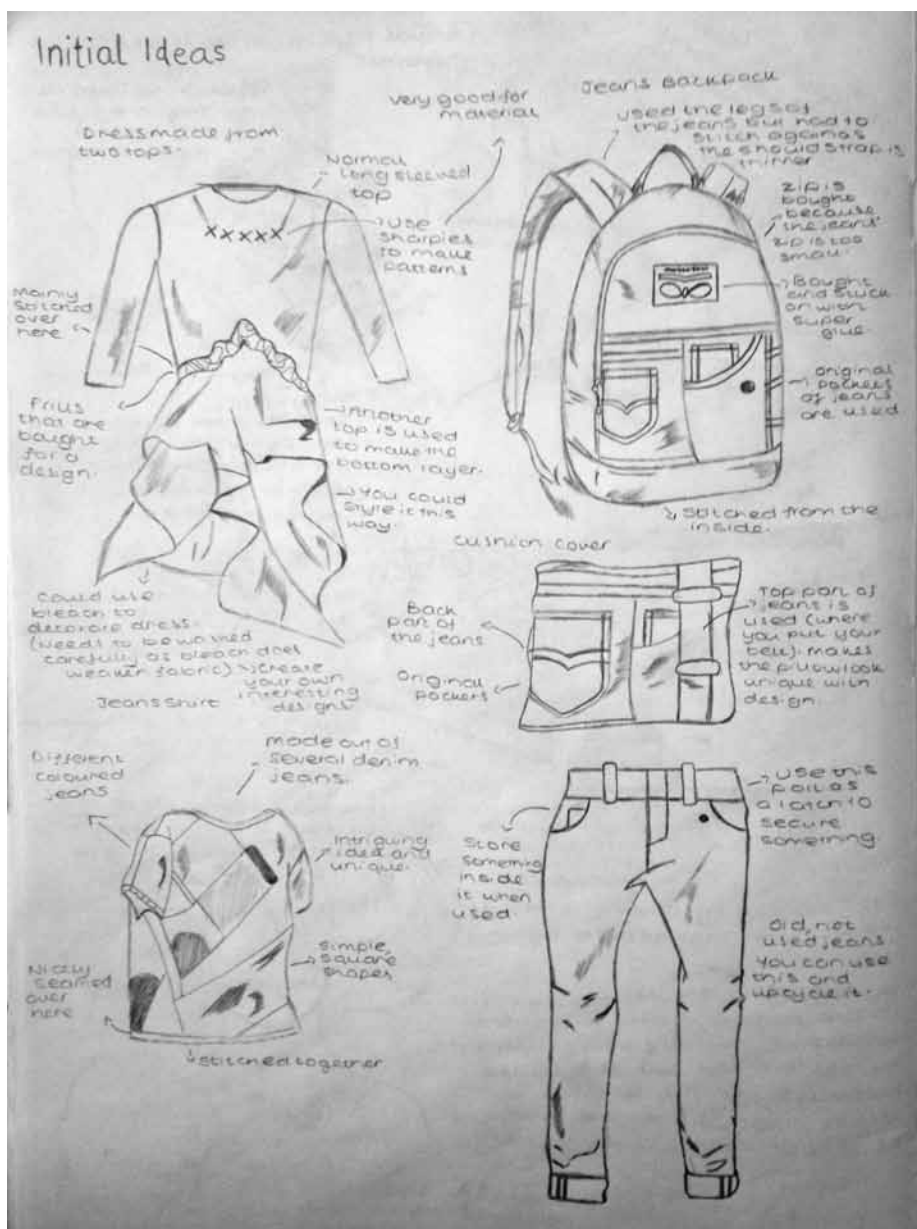 Initial Ideas
Dress made from
two tops.
Normal
long sleeved
top
Very good for
material
Use
sharpies
to make
patterns
Mainly
stitched
over
here
Frills
that are
bought
for a
design.
Another
top is used
to make the
bottom layer.
You could
style it this
way.
Could use
bleach to
decorate dress.
(Needs to be washed
carefully as bleach does
weaken fabric)
create
your own
interesting
designs
Jeans Backpack
used the legs of
the jeans but had to
stitch again as
the should strap is
thinner
zip is
bought
because
the jeans'
zip is too
small.
Bought
and stuck
on with
super
glue.
original
pockets
of jeans
are used
Stitched from the
inside.
Cushion cover
Back
part of
the jeans
Original
pockets
Top part of
jeans is
used (where
you put your
belt). makes
the pillow look
unique with
design.
Jeans Shirt
Different
coloured
jeans
made out of
several denim
jeans.
Intriguing
idea and
unique.
simple,
square
shapes
Nicely
seamed
over
here
stitched together
Store
something
inside
it when
used.
use this
part as
a latch to
secure
something
Old, not
used jeans.
You can use
this and
upcycle it.